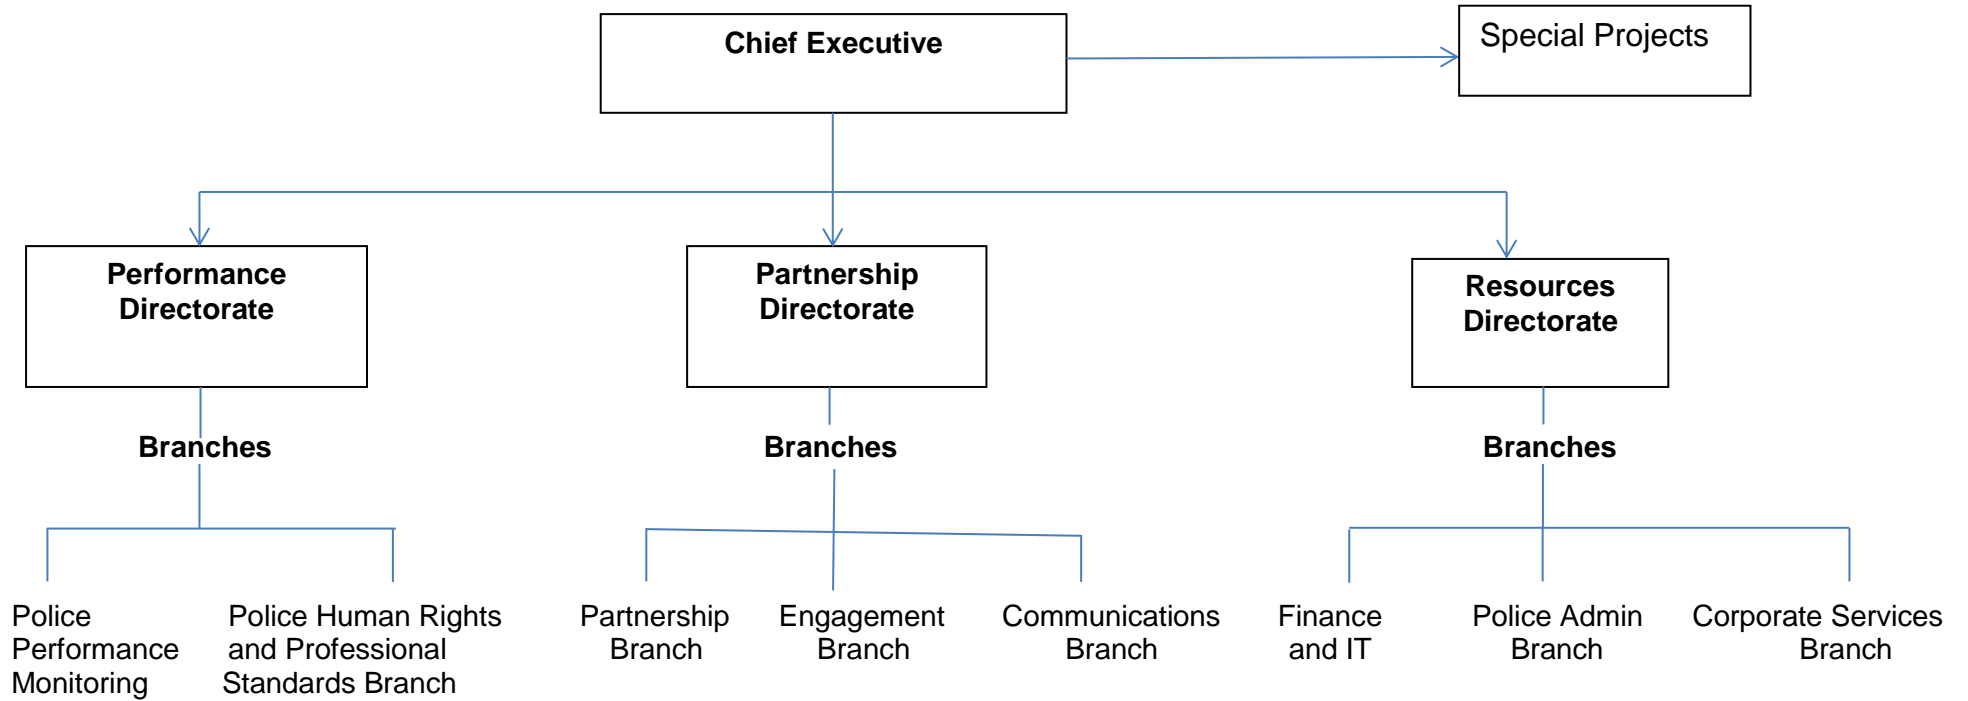 Chief Executive
Special Projects
Performance
Directorate
Partnership
Directorate
Resources
Directorate
Branches
Branches
Branches
Police
Performance
Monitoring
Police Human Rights
and Professional
Standards Branch
Partnership
Branch
Engagement
Branch
Communications
Branch
Finance
and IT
Police Admin
Branch
Corporate Services
Branch